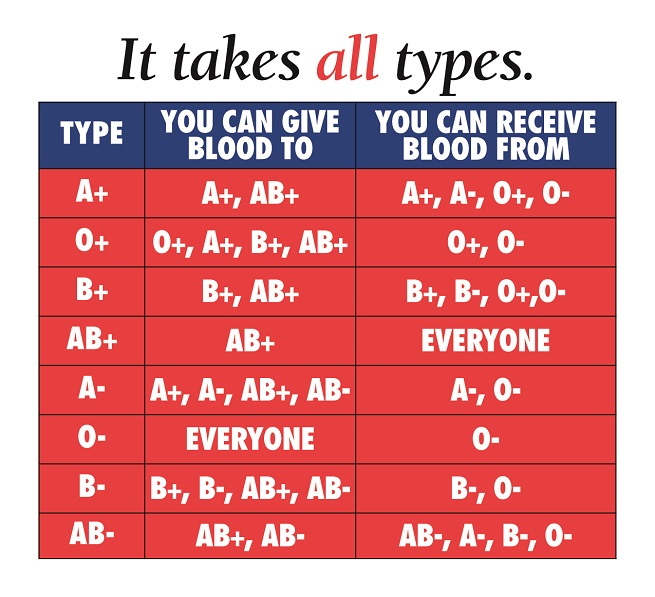 It takes all types.
TYPE YOU CAN GIVE BLOOD TO YOU CAN RECEIVE BLOOD FROM
A+ A+, AB+ A+, A-, O+, O-
O+ O+, A+, B+, AB+ O+, O-
B+ B+, AB+ B+, B-, O+,O-
AB+ AB+ EVERYONE
A- A+, A-, AB+, AB- A-, O-
O- EVERYONE O-
B- B+, B-, AB+, AB- B-, O-
AB- AB+, AB- AB-, A-, B-, O-